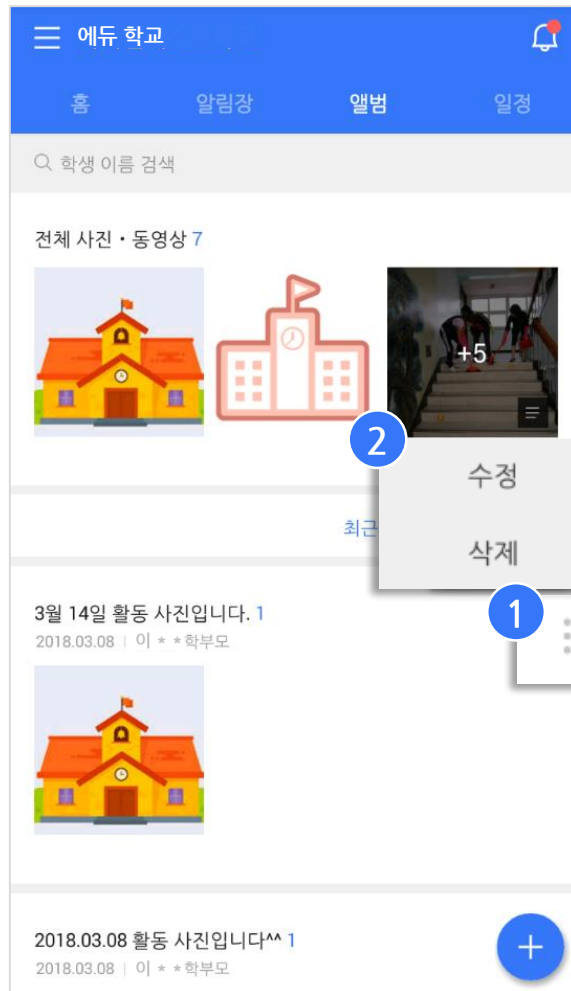 에듀 학교
홈 알림장 앨범 일정
학생 이름 검색
전체 사진 • 동영상 7
+5
2
수정
최근
삭제
1
3월 14일 활동 사진입니다. 1
2018.03.08 | 이 * * 학부모
2018.03.08 활동 사진입니다^^ 1
2018.03.08 | 이 * * 학부모
+